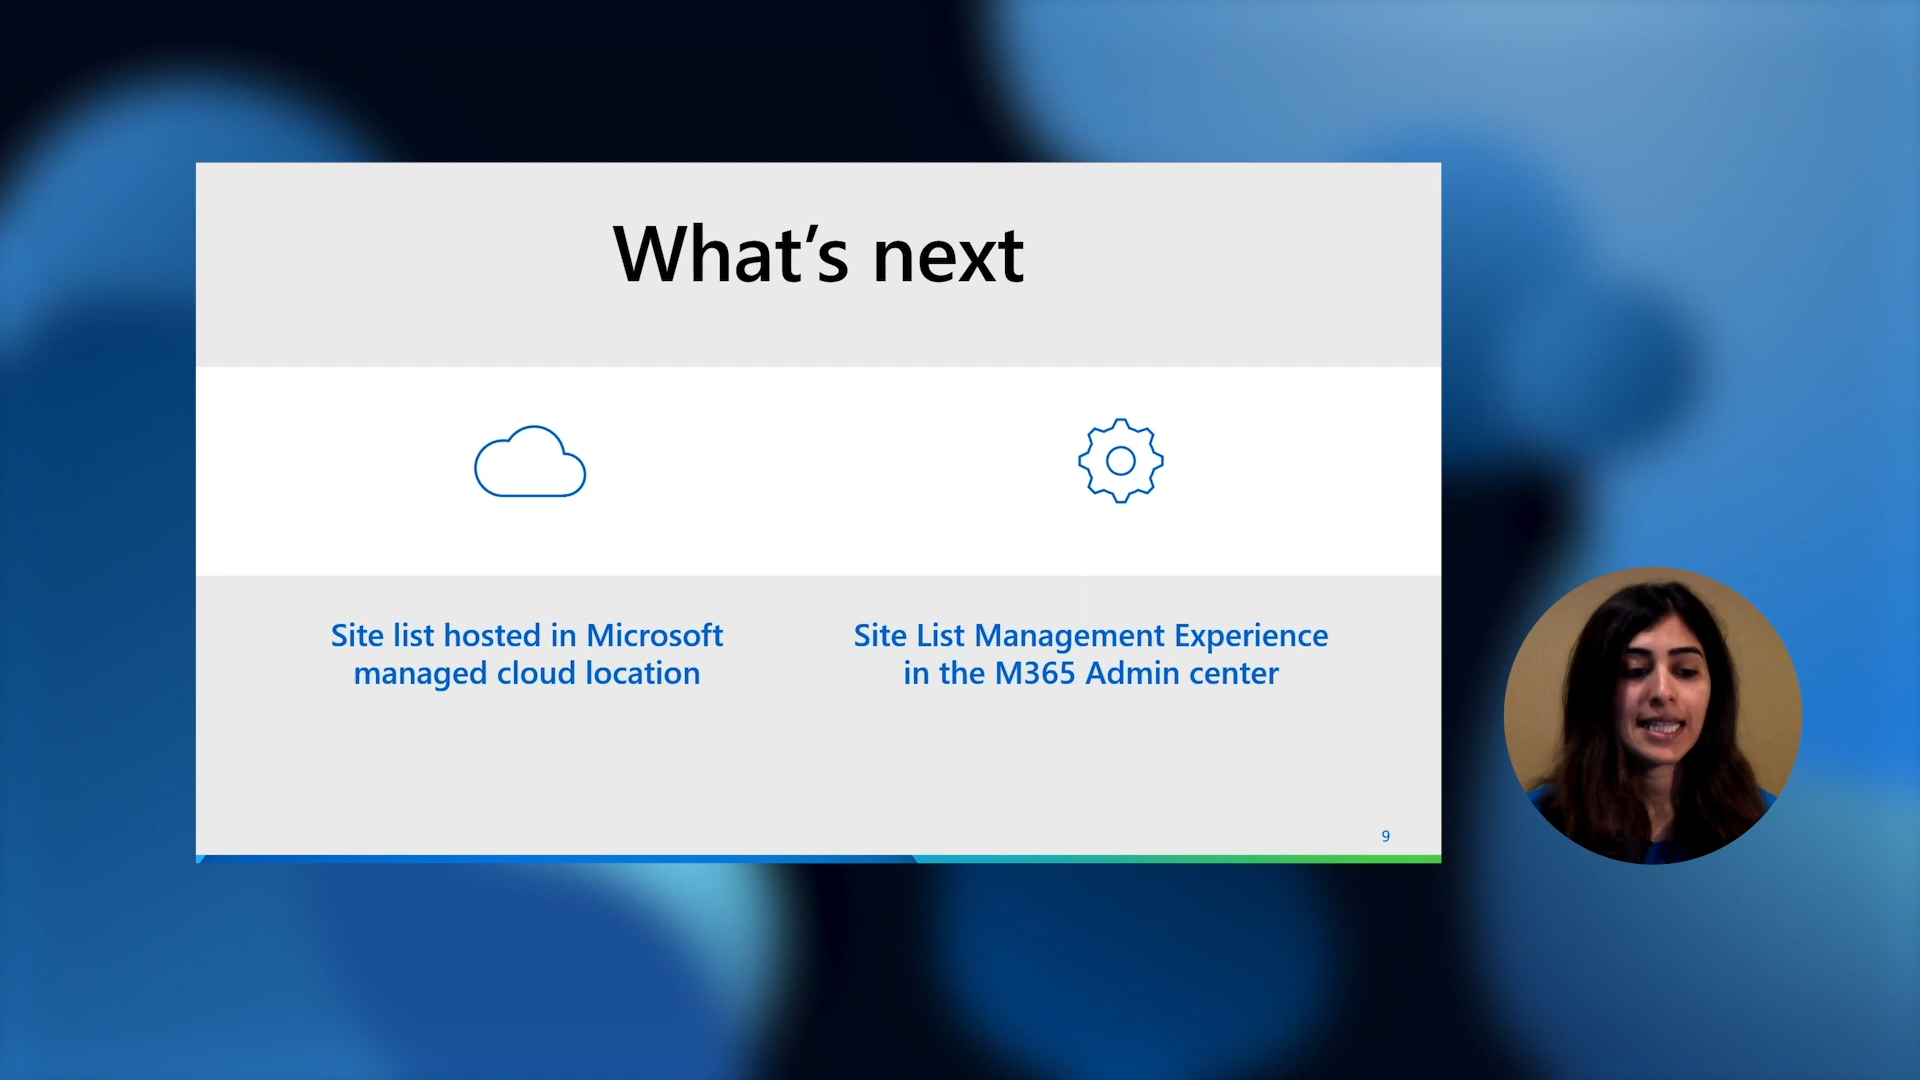 What’s next
Site list hosted in Microsoft
managed cloud location
Site List Management Experience
in the M365 Admin center
9